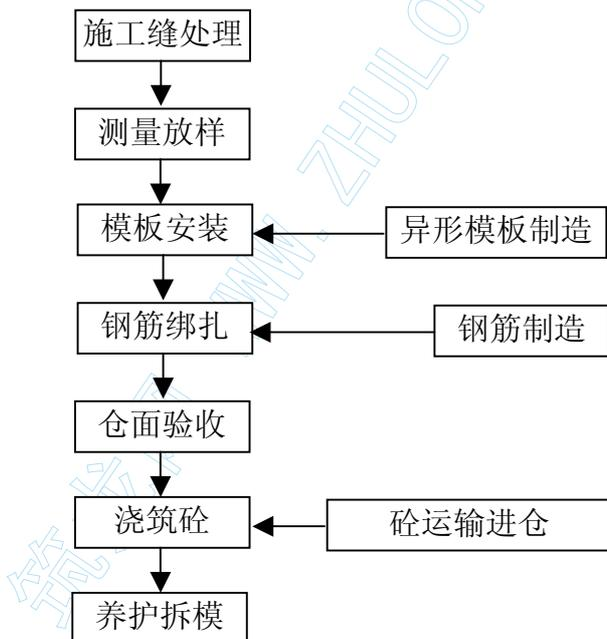 施工缝处理
测量放样
模板安装
异形模板制造
钢筋绑扎
钢筋制造
仓面验收
浇筑砼
砼运输进仓
养护拆模